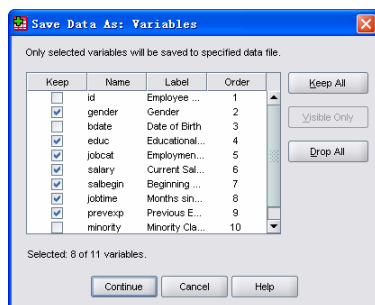 Save Data As: Variables
Only selected variables will be saved to specified data file.
Keep Name Label Order
id Employee ... 1
gender Gender 2
bdate Date of Birth 3
educ Educational... 4
jobcat Employmen... 5
salary Current Sal... 6
salbegin Beginning ... 7
jobtime Months sin... 8
prevexp Previous E... 9
minority Minority Cla... 10
Keep All
Visible Only
Drop All
Selected: 8 of 11 variables.
Continue Cancel Help